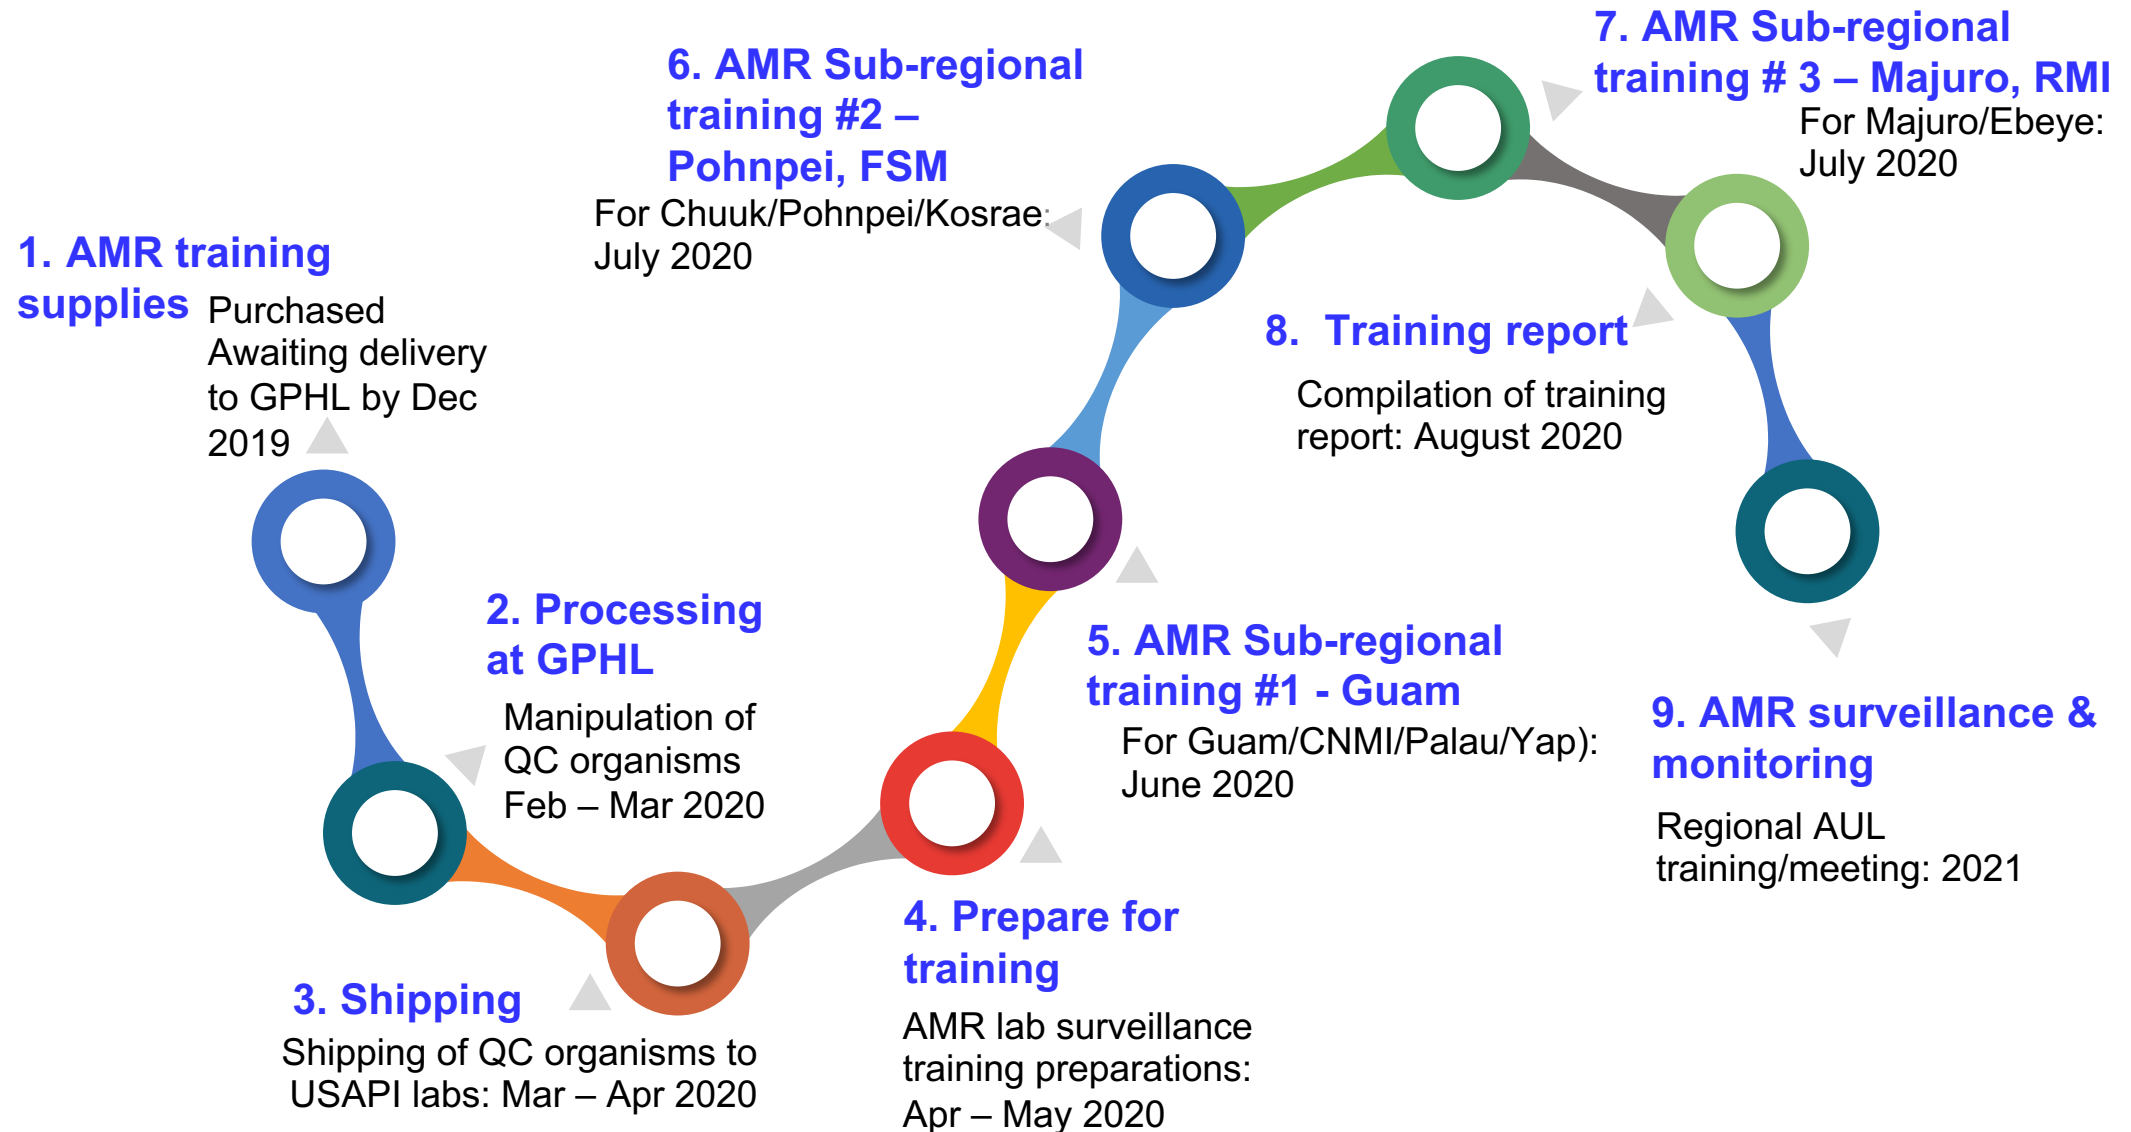 1. AMR training
supplies
Purchased
Awaiting delivery
to GPHL by Dec
2019
2. Processing
at GPHL
Manipulation of
QC organisms
Feb – Mar 2020
3. Shipping
Shipping of QC organisms to
USAPI labs: Mar – Apr 2020
4. Prepare for
training
AMR lab surveillance
training preparations:
Apr – May 2020
5. AMR Sub-regional
training #1 - Guam
For Guam/CNMI/Palau/Yap):
June 2020
6. AMR Sub-regional
training #2 –
Pohnpei, FSM
For Chuuk/Pohnpei/Kosrae:
July 2020
7. AMR Sub-regional
training # 3 – Majuro, RMI
For Majuro/Ebeye:
July 2020
8. Training report
Compilation of training
report: August 2020
9. AMR surveillance &
monitoring
Regional AUL
training/meeting: 2021